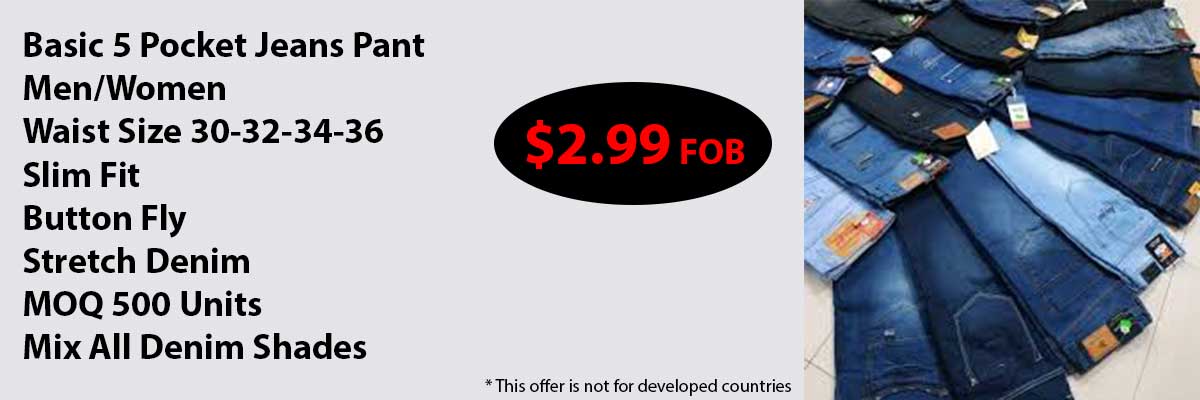 Basic 5 Pocket Jeans Pant
Men/Women
Waist Size 30-32-34-36
Slim Fit
Button Fly
Stretch Denim
MOQ 500 Units
Mix All Denim Shades
$2.99 FOB
* This offer is not for developed countries